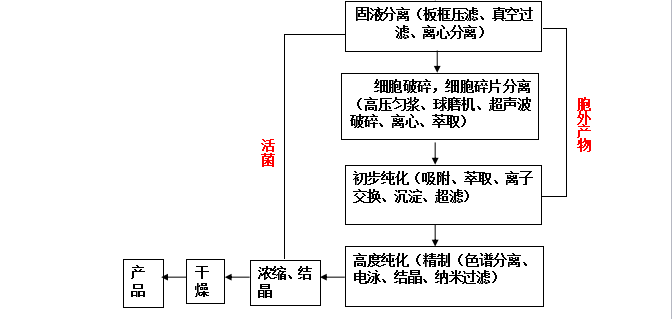 固液分离（板框压滤、真空过
滤、离心分离）
细胞破碎，细胞碎片分离
（高压匀浆、球磨机、超声波
破碎、离心、萃取）
活菌
胞外产物
初步纯化（吸附、萃取、离子
交换、沉淀、超滤）
高度纯化（精制（色谱分离、
电泳、结晶、纳米过滤）
浓缩、结
晶
干
燥
产
品